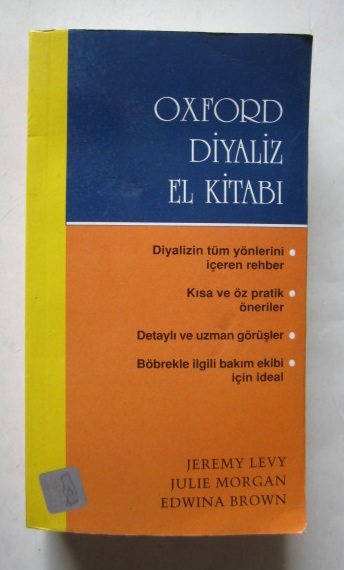 OXFORD
DİYALİZ
EL KİTABI
Diyalizin tüm yönlerini
içeren rehber
Kısa ve öz pratik
öneriler
Detaylı ve uzman görüşler
Böbrekle ilgili bakım ekibi
için ideal
JEREMY LEVY
JULIE MORGAN
EDWINA BROWN